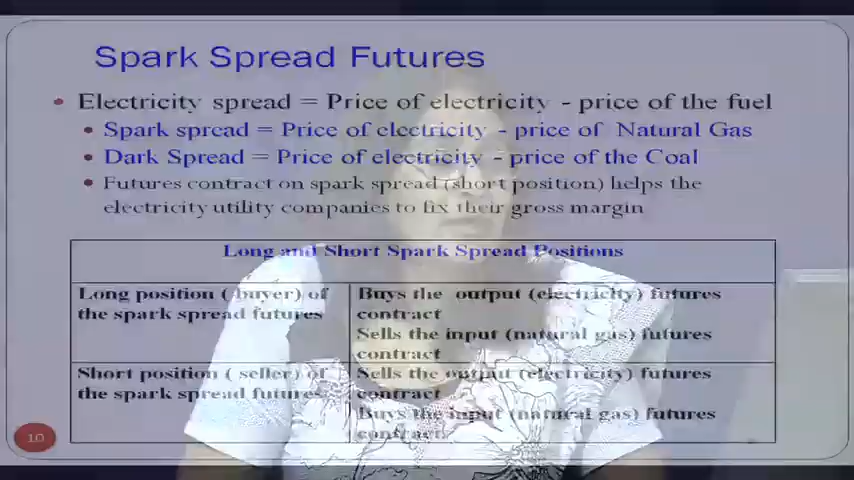 Spark Spread Futures
Electricity spread = Price of electricity - price of the fuel
Spark spread = Price of electricity - price of Natural Gas
Dark Spread = Price of electricity - price of the Coal
Futures contract on spark spread (short position) helps the
electricity utility companies to fix their gross margin
Long and Short Spark Spread Positions
Long position ( buyer) of
the spark spread futures
Buys the output (electricity) futures
contract
Sells the input (natural gas) futures
contract
Short position ( seller) of
the spark spread futures
Sells the output (electricity) futures
contract
Buys the input (natural gas) futures
contract.
10